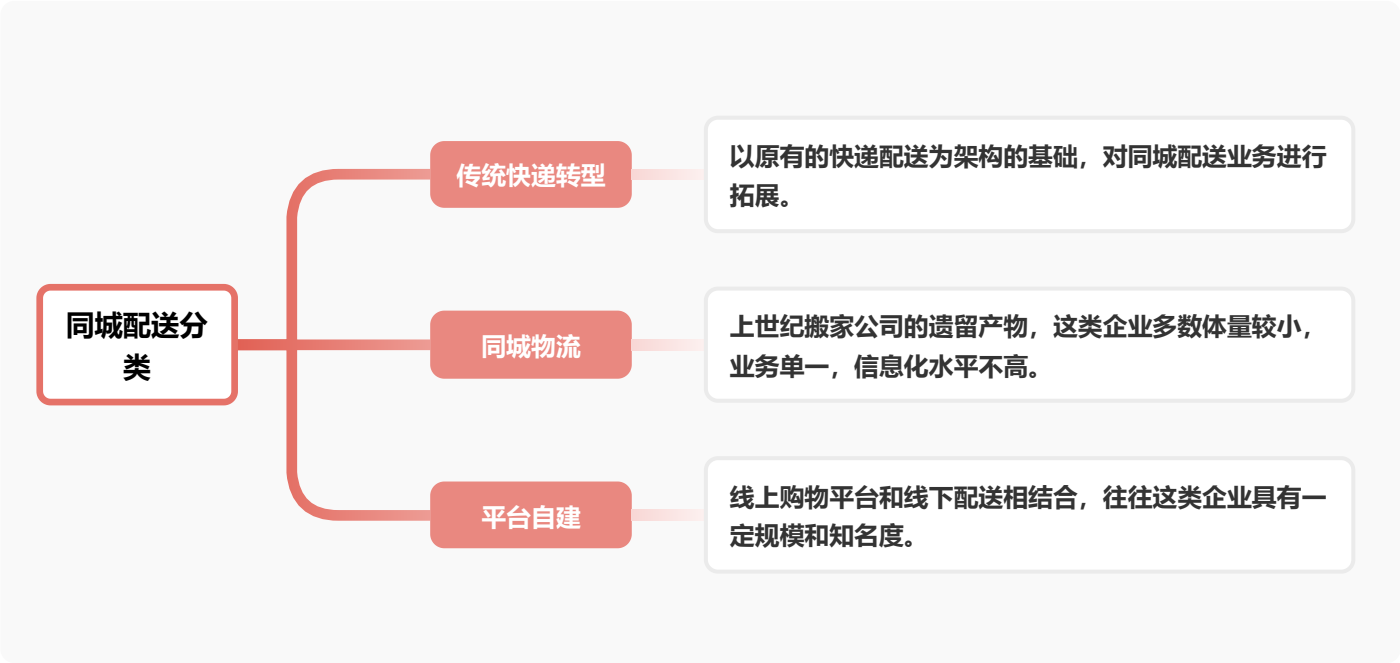 传统快递转型
以原有的快递配送为架构的基础，对同城配送业务进行
拓展。
同城配送分
类
同城物流
上世纪搬家公司的遗留产物，这类企业多数体量较小，
业务单一，信息化水平不高。
平台自建
线上购物平台和线下配送相结合，往往这类企业具有一
定规模和知名度。